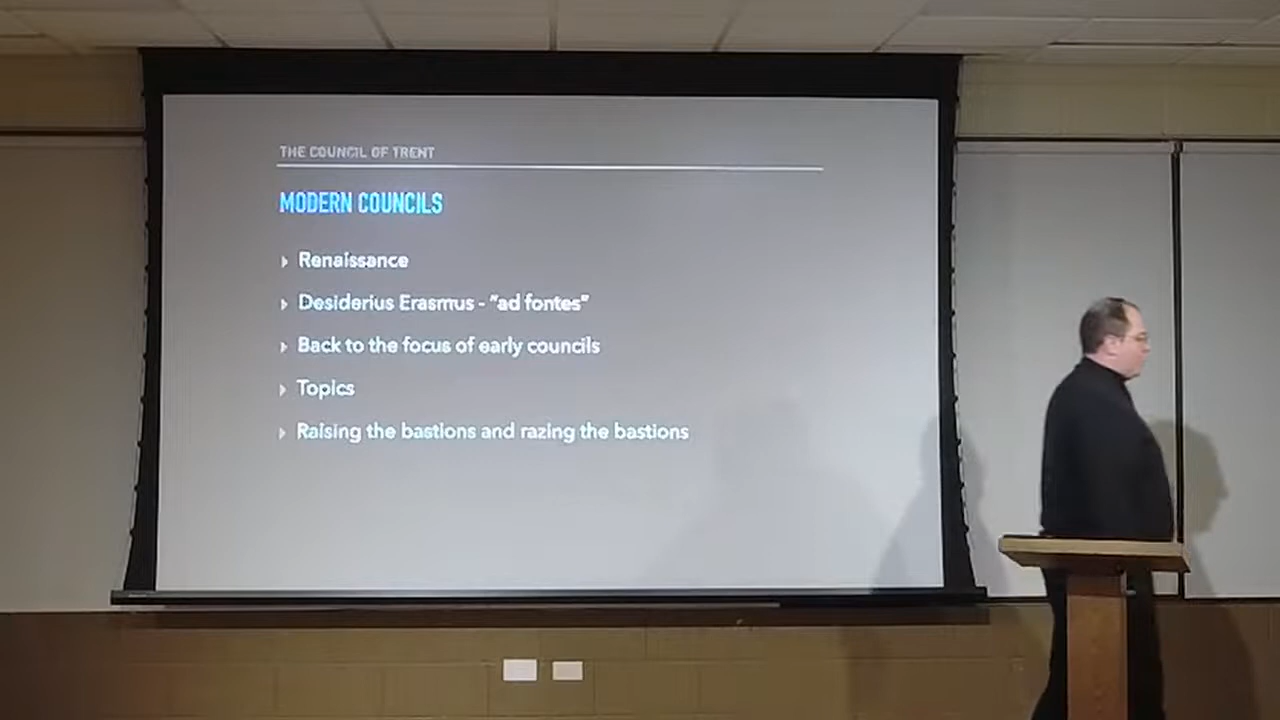 THE COUNCIL OF TRENT
MODERN COUNCILS
Renaissance
Desiderius Erasmus - "ad fontes"
Back to the focus of early councils
Topics
Raising the bastions and razing the bastions